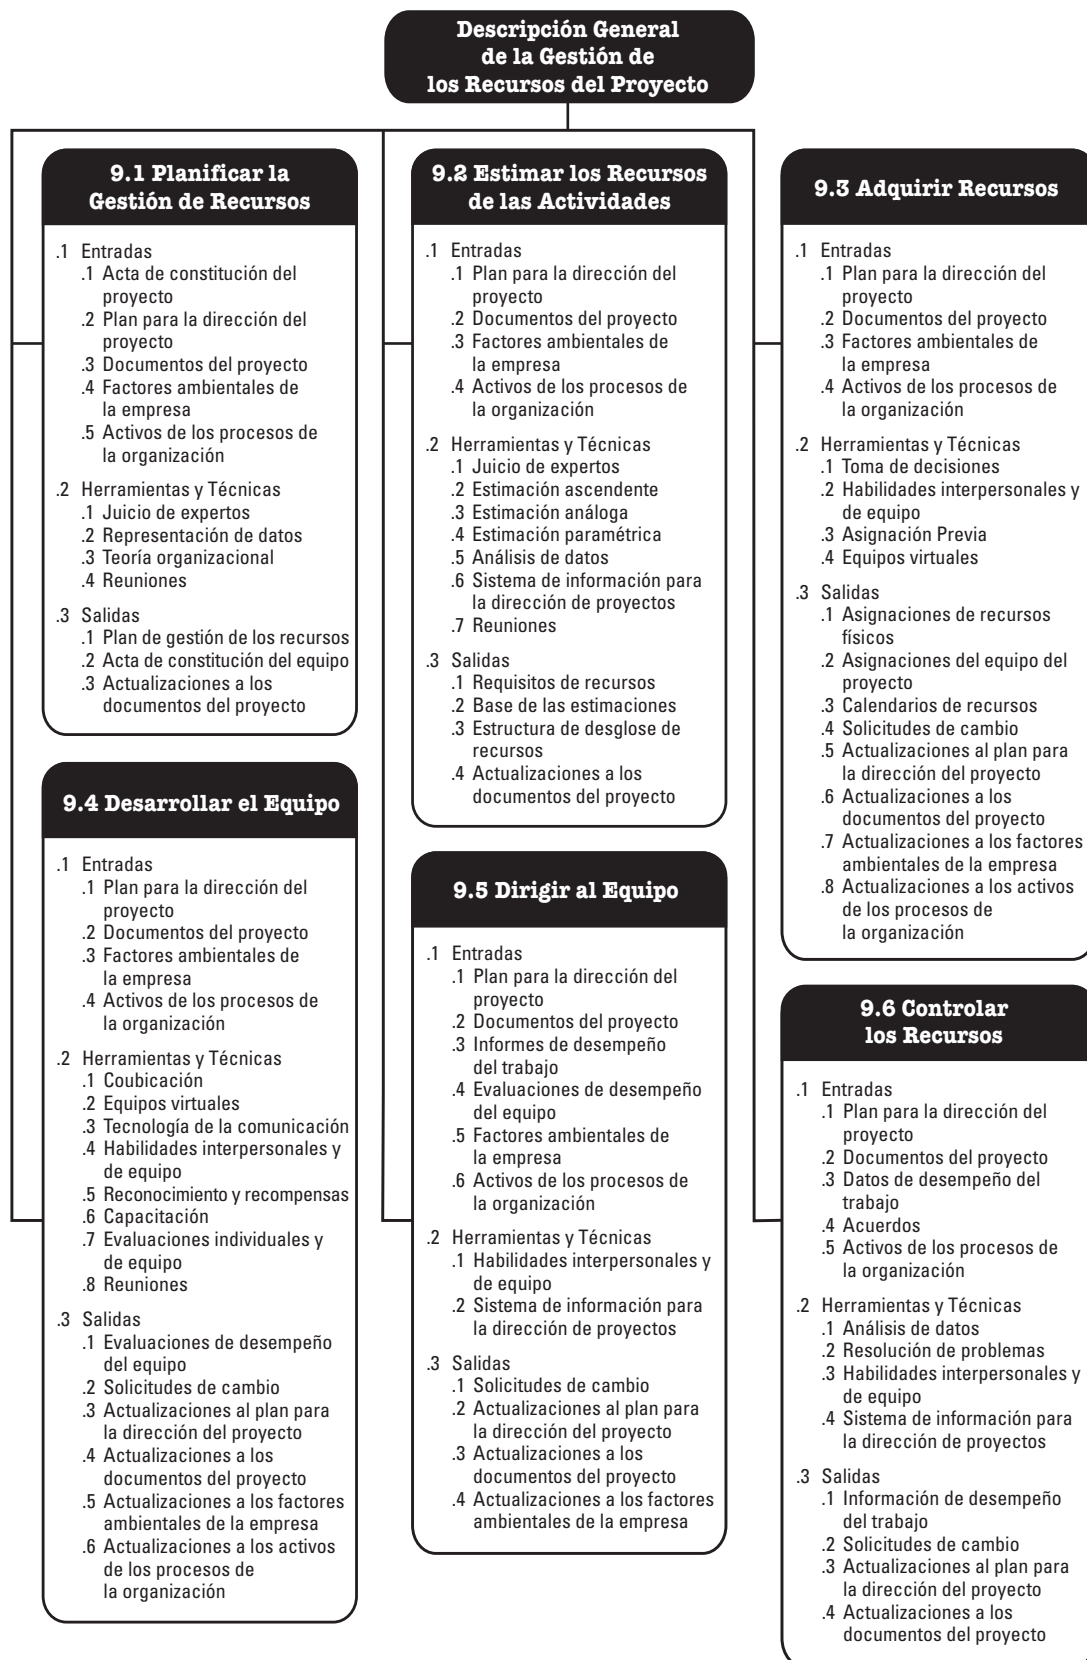 Descripción General
de la Gestión de
los Recursos del Proyecto
9.1 Planificar la
Gestión de Recursos
.1 Entradas
.1 Acta de constitución del
proyecto
.2 Plan para la dirección del
proyecto
.3 Documentos del proyecto
.4 Factores ambientales de
la empresa
.5 Activos de los procesos de
la organización
.2 Herramientas y Técnicas
.1 Juicio de expertos
.2 Representación de datos
.3 Teoría organizacional
.4 Reuniones
.3 Salidas
.1 Plan de gestión de los recursos
.2 Acta de constitución del equipo
.3 Actualizaciones a los
documentos del proyecto
9.2 Estimar los Recursos
de las Actividades
.1 Entradas
.1 Plan para la dirección del
proyecto
.2 Documentos del proyecto
.3 Factores ambientales de
la empresa
.4 Activos de los procesos de
la organización
.2 Herramientas y Técnicas
.1 Juicio de expertos
.2 Estimación ascendente
.3 Estimación análoga
.4 Estimación paramétrica
.5 Análisis de datos
.6 Sistema de información para
la dirección de proyectos
.7 Reuniones
.3 Salidas
.1 Requisitos de recursos
.2 Base de las estimaciones
.3 Estructura de desglose de
recursos
.4 Actualizaciones a los
documentos del proyecto
9.3 Adquirir Recursos
.1 Entradas
.1 Plan para la dirección del
proyecto
.2 Documentos del proyecto
.3 Factores ambientales de
la empresa
.4 Activos de los procesos de
la organización
.2 Herramientas y Técnicas
.1 Toma de decisiones
.2 Habilidades interpersonales y
de equipo
.3 Asignación Previa
.4 Equipos virtuales
.3 Salidas
.1 Asignaciones de recursos
físicos
.2 Asignaciones del equipo del
proyecto
.3 Calendarios de recursos
.4 Solicitudes de cambio
.5 Actualizaciones al plan para
la dirección del proyecto
.6 Actualizaciones a los
documentos del proyecto
.7 Actualizaciones a los factores
ambientales de la empresa
.8 Actualizaciones a los activos
de los procesos de
la organización
9.4 Desarrollar el Equipo
.1 Entradas
.1 Plan para la dirección del
proyecto
.2 Documentos del proyecto
.3 Factores ambientales de
la empresa
.4 Activos de los procesos de
la organización
.2 Herramientas y Técnicas
.1 Coubicación
.2 Equipos virtuales
.3 Tecnología de la comunicación
.4 Habilidades interpersonales y
de equipo
.5 Reconocimiento y recompensas
.6 Capacitación
.7 Evaluaciones individuales y
de equipo
.8 Reuniones
.3 Salidas
.1 Evaluaciones de desempeño
del equipo
.2 Solicitudes de cambio
.3 Actualizaciones al plan para
la dirección del proyecto
.4 Actualizaciones a los
documentos del proyecto
.5 Actualizaciones a los factores
ambientales de la empresa
.6 Actualizaciones a los activos
de los procesos de
la organización
9.5 Dirigir al Equipo
.1 Entradas
.1 Plan para la dirección del
proyecto
.2 Documentos del proyecto
.3 Informes de desempeño
del trabajo
.4 Evaluaciones de desempeño
del equipo
.5 Factores ambientales de
la empresa
.6 Activos de los procesos de
la organización
.2 Herramientas y Técnicas
.1 Habilidades interpersonales y
de equipo
.2 Sistema de información para
la dirección de proyectos
.3 Salidas
.1 Solicitudes de cambio
.2 Actualizaciones al plan para
la dirección del proyecto
.3 Actualizaciones a los
documentos del proyecto
.4 Actualizaciones a los factores
ambientales de la empresa
9.6 Controlar
los Recursos
.1 Entradas
.1 Plan para la dirección del
proyecto
.2 Documentos del proyecto
.3 Datos de desempeño del
trabajo
.4 Acuerdos
.5 Activos de los procesos de
la organización
.2 Herramientas y Técnicas
.1 Análisis de datos
.2 Resolución de problemas
.3 Habilidades interpersonales y
de equipo
.4 Sistema de información para
la dirección de proyectos
.3 Salidas
.1 Información de desempeño
del trabajo
.2 Solicitudes de cambio
.3 Actualizaciones al plan para
la dirección del proyecto
.4 Actualizaciones a los
documentos del proyecto